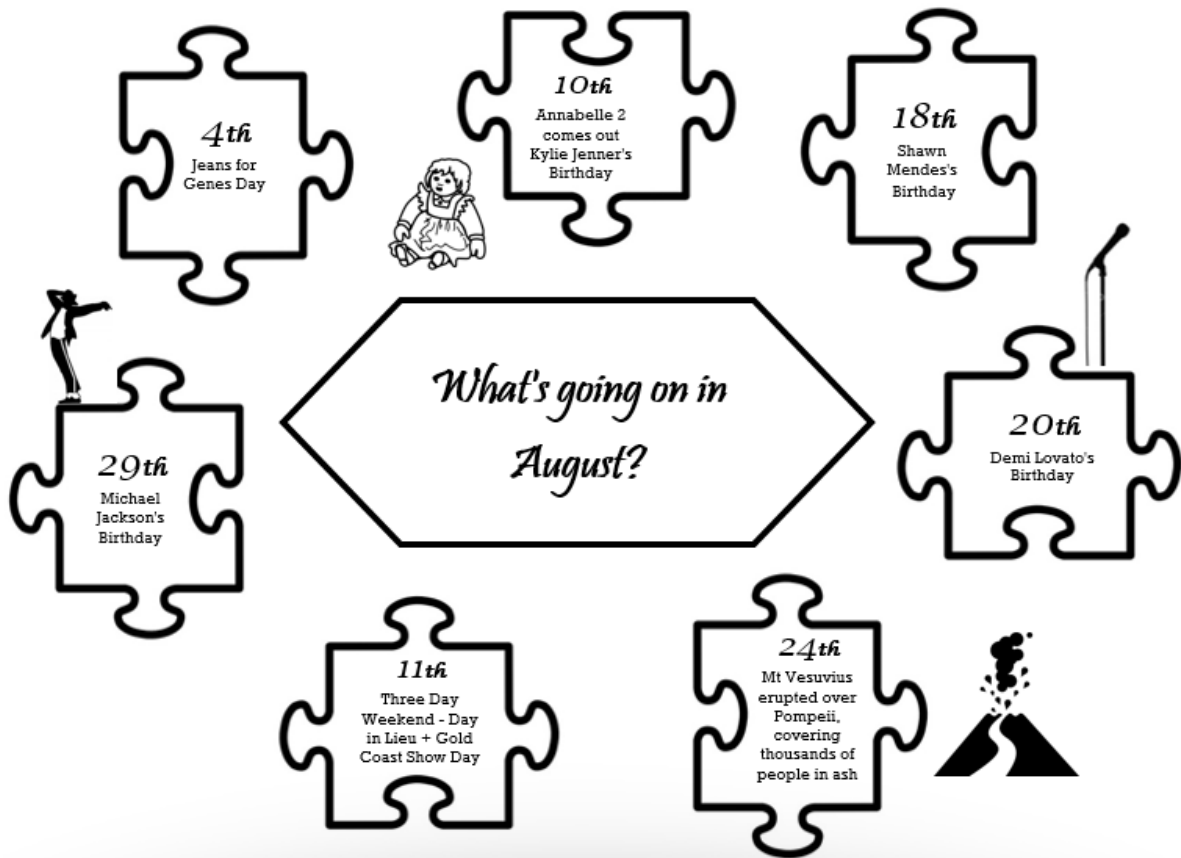 4th
Jeans for
Genes Day
10th
Annabelle 2
comes out
Kylie Jenner's
Birthday
18th
Shawn
Mendes's
Birthday
What's going on in
August?
29th
Michael
Jackson's
Birthday
20th
Demi Lovato's
Birthday
11th
Three Day
Weekend - Day
in Lieu + Gold
Coast Show Day
24th
Mt Vesuvius
erupted over
Pompeii,
covering
thousands of
people in ash